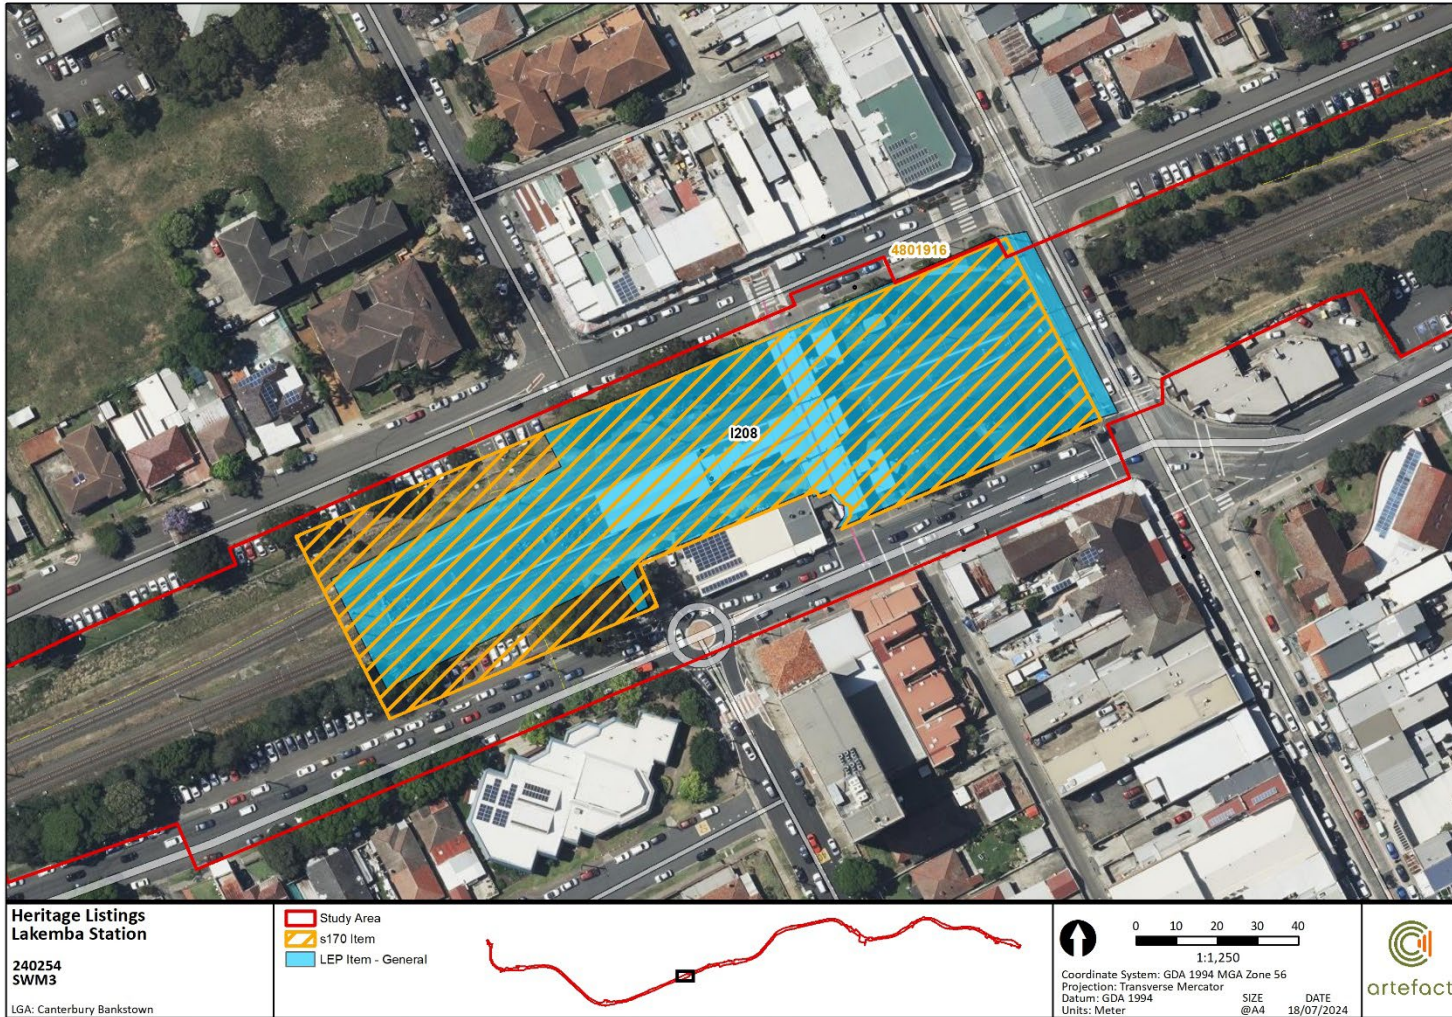 4801916
I208
Heritage Listings
Lakemba Station
240254
SWM3
LGA: Canterbury Bankstown
Study Area
s170 Item
LEP Item - General
0 10 20 30 40
1:1,250
Coordinate System: GDA 1994 MGA Zone 56
Projection: Transverse Mercator
Datum: GDA 1994
Units: Meter
SIZE
@A4
DATE
18/07/2024
artefact